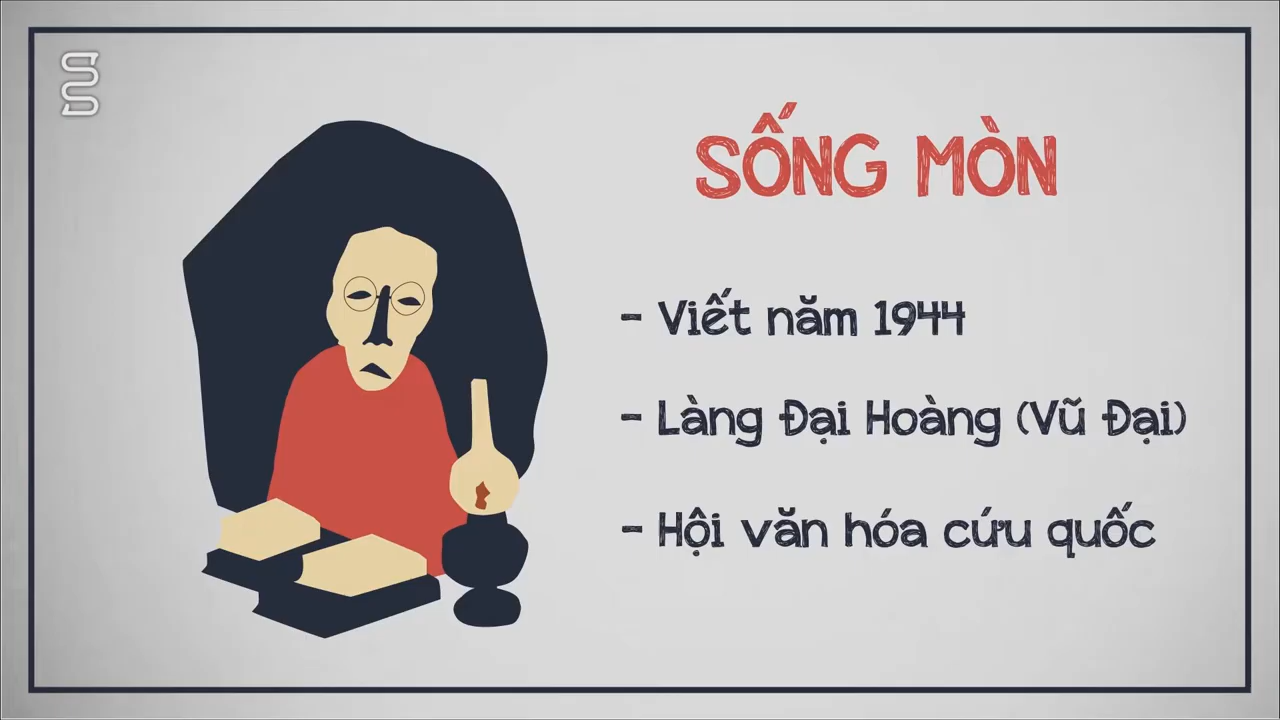 SỐNG MÒN
- Viết năm 1944
- Làng Đại Hoàng (Vũ Đại)
- Hội văn hóa cứu quốc